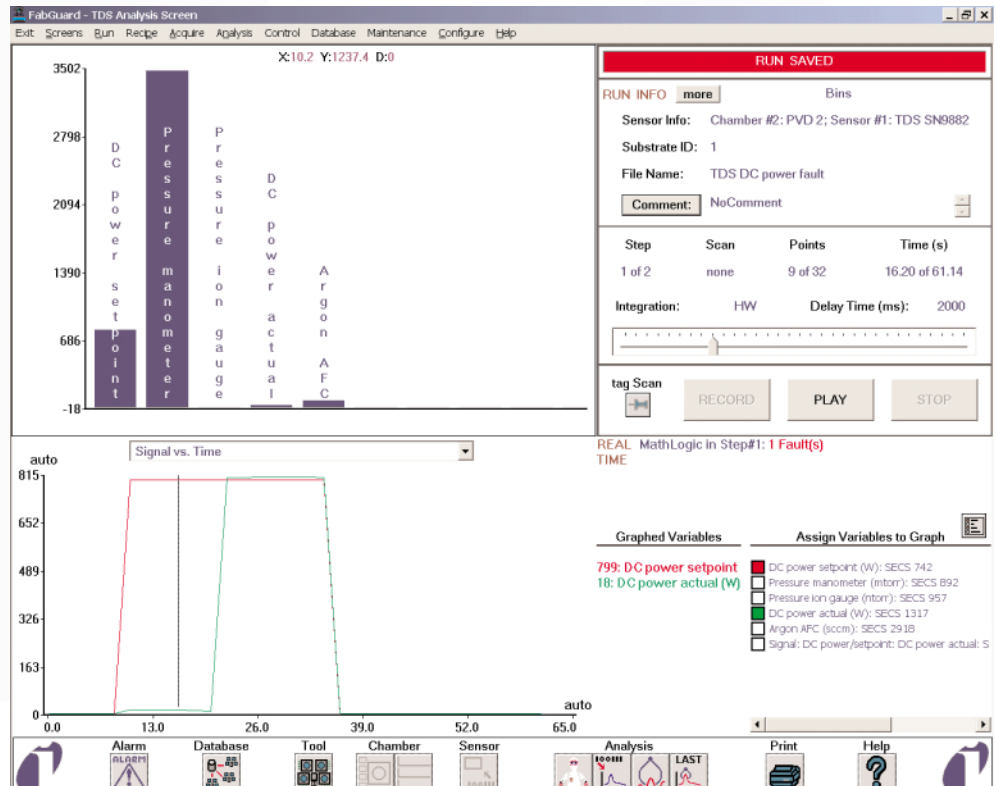 FabGuard - TDS Analysis Screen
Exit Screens Run Recipe Acquire Analysis Control Database Maintenance Configure Help
X:10.2 Y:1237.4 D:0
3502
2798
2094
1390
686
-18
DC power setpoint
Pressure manometer
Pressure ion gauge
DC power actual
Argon AFC
RUN SAVED
RUN INFO more Bins
Sensor Info: Chamber #2: PVD 2; Sensor #1: TDS SN9882
Substrate ID: 1
File Name: TDS DC power fault
Comment: NoComment
Step Scan Points Time (s)
1 of 2 none 9 of 32 16.20 of 61.14
Integration: HW Delay Time (ms): 2000
tag Scan
RECORD PLAY STOP
auto
Signal vs. Time
815
652
489
326
163
0
0.0 13.0 26.0 39.0 52.0 65.0
auto
REAL MathLogic in Step#1: 1 Fault(s)
TIME
Graphed Variables Assign Variables to Graph
799: DC power setpoint
18: DC power actual (W)
DC power setpoint (W): SECS 742
Pressure manometer (mtorr): SECS 892
Pressure ion gauge (ntorr): SECS 957
DC power actual (W): SECS 1317
Argon AFC (sccm): SECS 2918
Signal: DC power/setpoint: DC power actual: S
Alarm Database Tool Chamber Sensor Analysis Print Help
ALARM
LAST